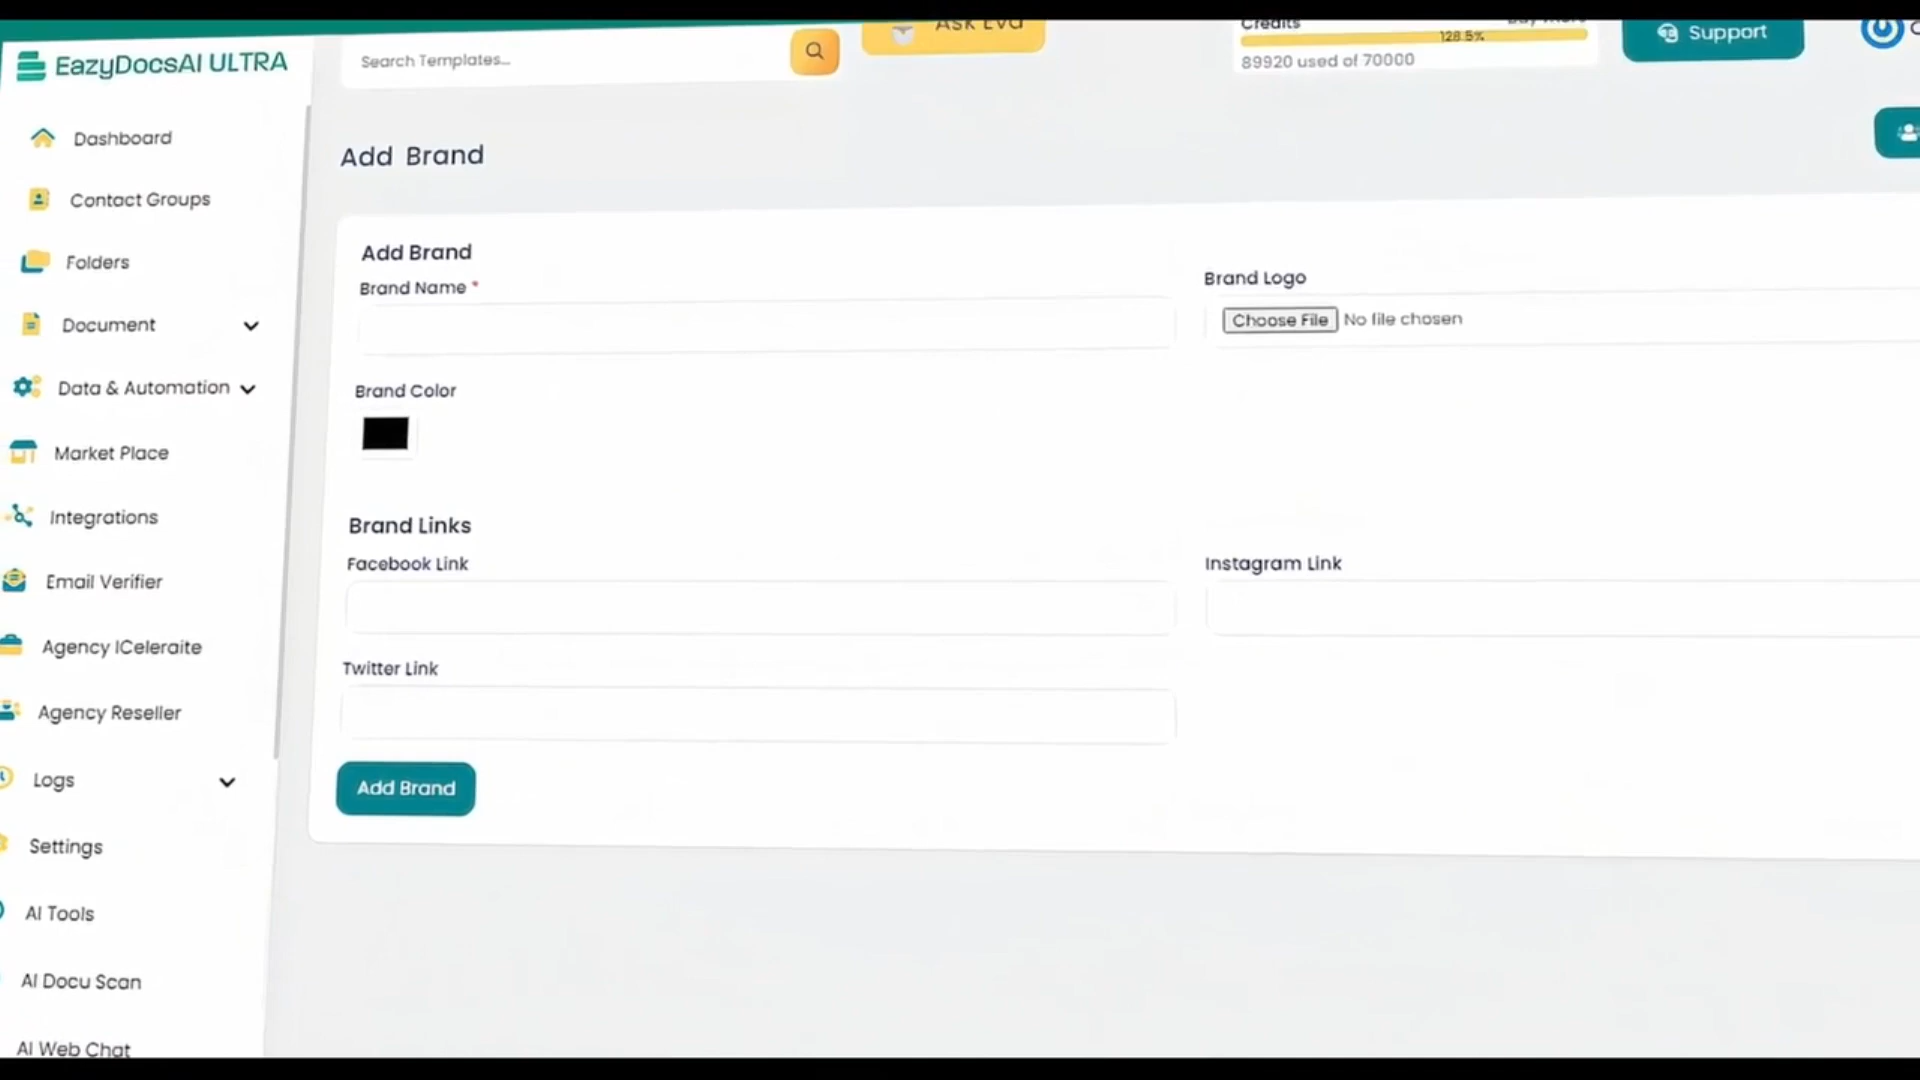 EazyDocsAI ULTRA
Search Templates...
Ask Eva
Credits
128.5%
89920 used of 70000
Support
Dashboard
Contact Groups
Folders
Document
Data & Automation
Market Place
Integrations
Email Verifier
Agency ICeleraite
Agency Reseller
Logs
Settings
AI Tools
AI Docu Scan
AI Web Chat
Add Brand
Add Brand
Brand Name *
Brand Logo
Choose File No file chosen
Brand Color
Brand Links
Facebook Link
Instagram Link
Twitter Link
Add Brand